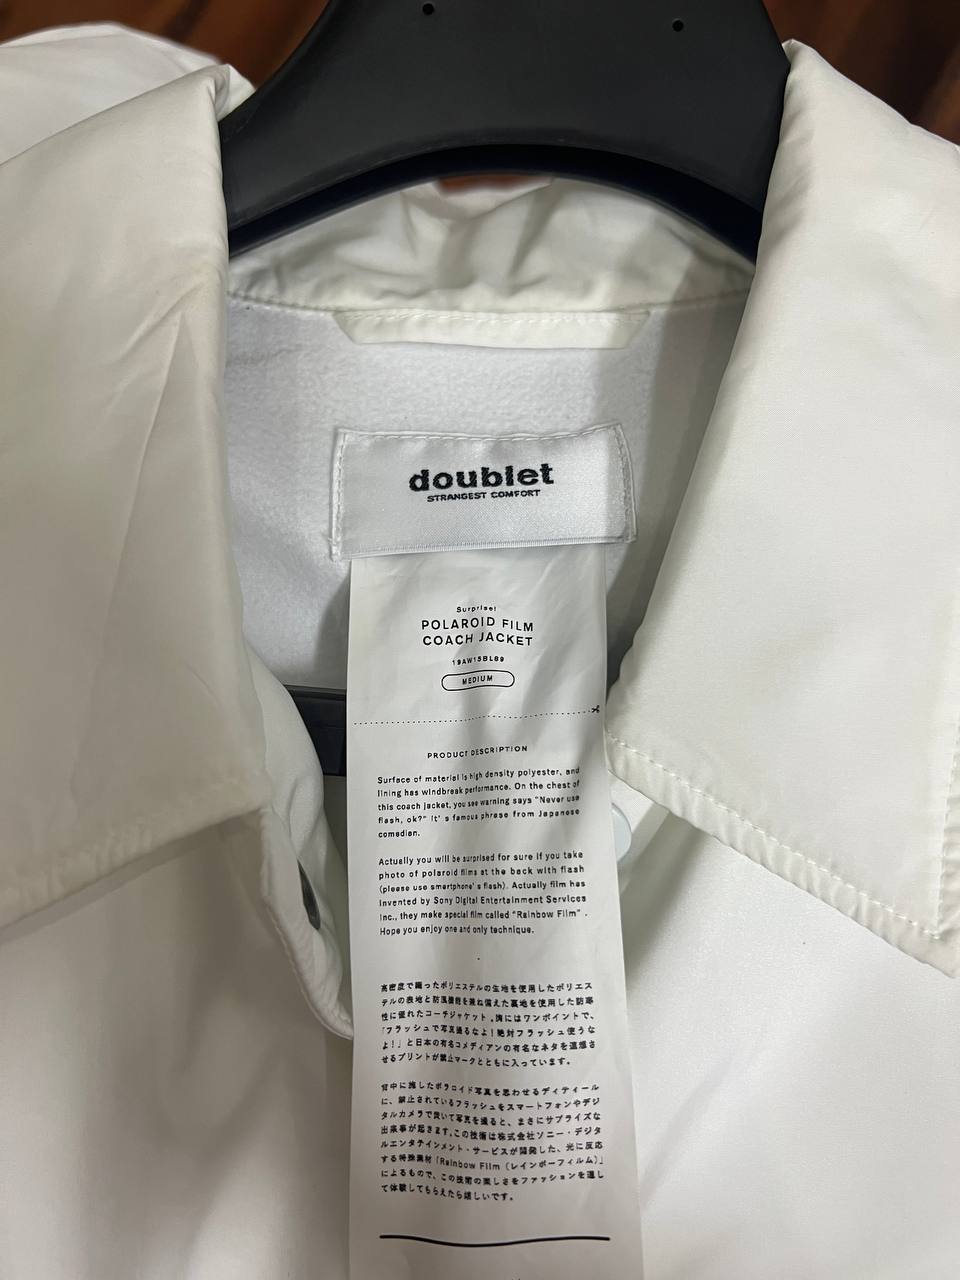 doublet
STRANGEST COMFORT
Surprise!
POLAROID FILM
COACH JACKET
19AW15BL89
MEDIUM
PRODUCT DESCRIPTION
Surface of material is high density polyester, and
lining has windbreak performance. On the chest of
this coach jacket, you see warning says "Never use
flash, ok?" It' s famous phrase from Japanese
comedian.
Actually you will be surprised for sure if you take
photo of polaroid films at the back with flash
(please use smartphone' s flash). Actually film has
invented by Sony Digital Entertainment Services
Inc., they make special film called "Rainbow Film" .
Hope you enjoy one and only technique.
高密度で織ったポリエステルの生地を使用したポリエス
テルの表地と防風機能を兼ね備えた裏地を使用した防寒
性に優れたコーチジャケット。胸にはワンポイントで、
「フラッシュで写真撮るなよ！絶対フラッシュ使うな
よ！」と日本の有名コメディアンの有名なネタを連想さ
せるプリントが禁止マークとともに入っています。
背中に施したポラロイド写真を思わせるディティール
に、禁止されているフラッシュをスマートフォンやデジ
タルカメラで焚いて写真を撮ると、まさにサプライズな
出来事が起きます。この技術は株式会社ソニー・デジタ
ルエンタテインメント・サービスが開発した、光に反応
する特殊素材「Rainbow Film（レインボーフィルム）」
によるもので、この技術の楽しさをファッションを通し
て体験してもらえたら嬉しいです。